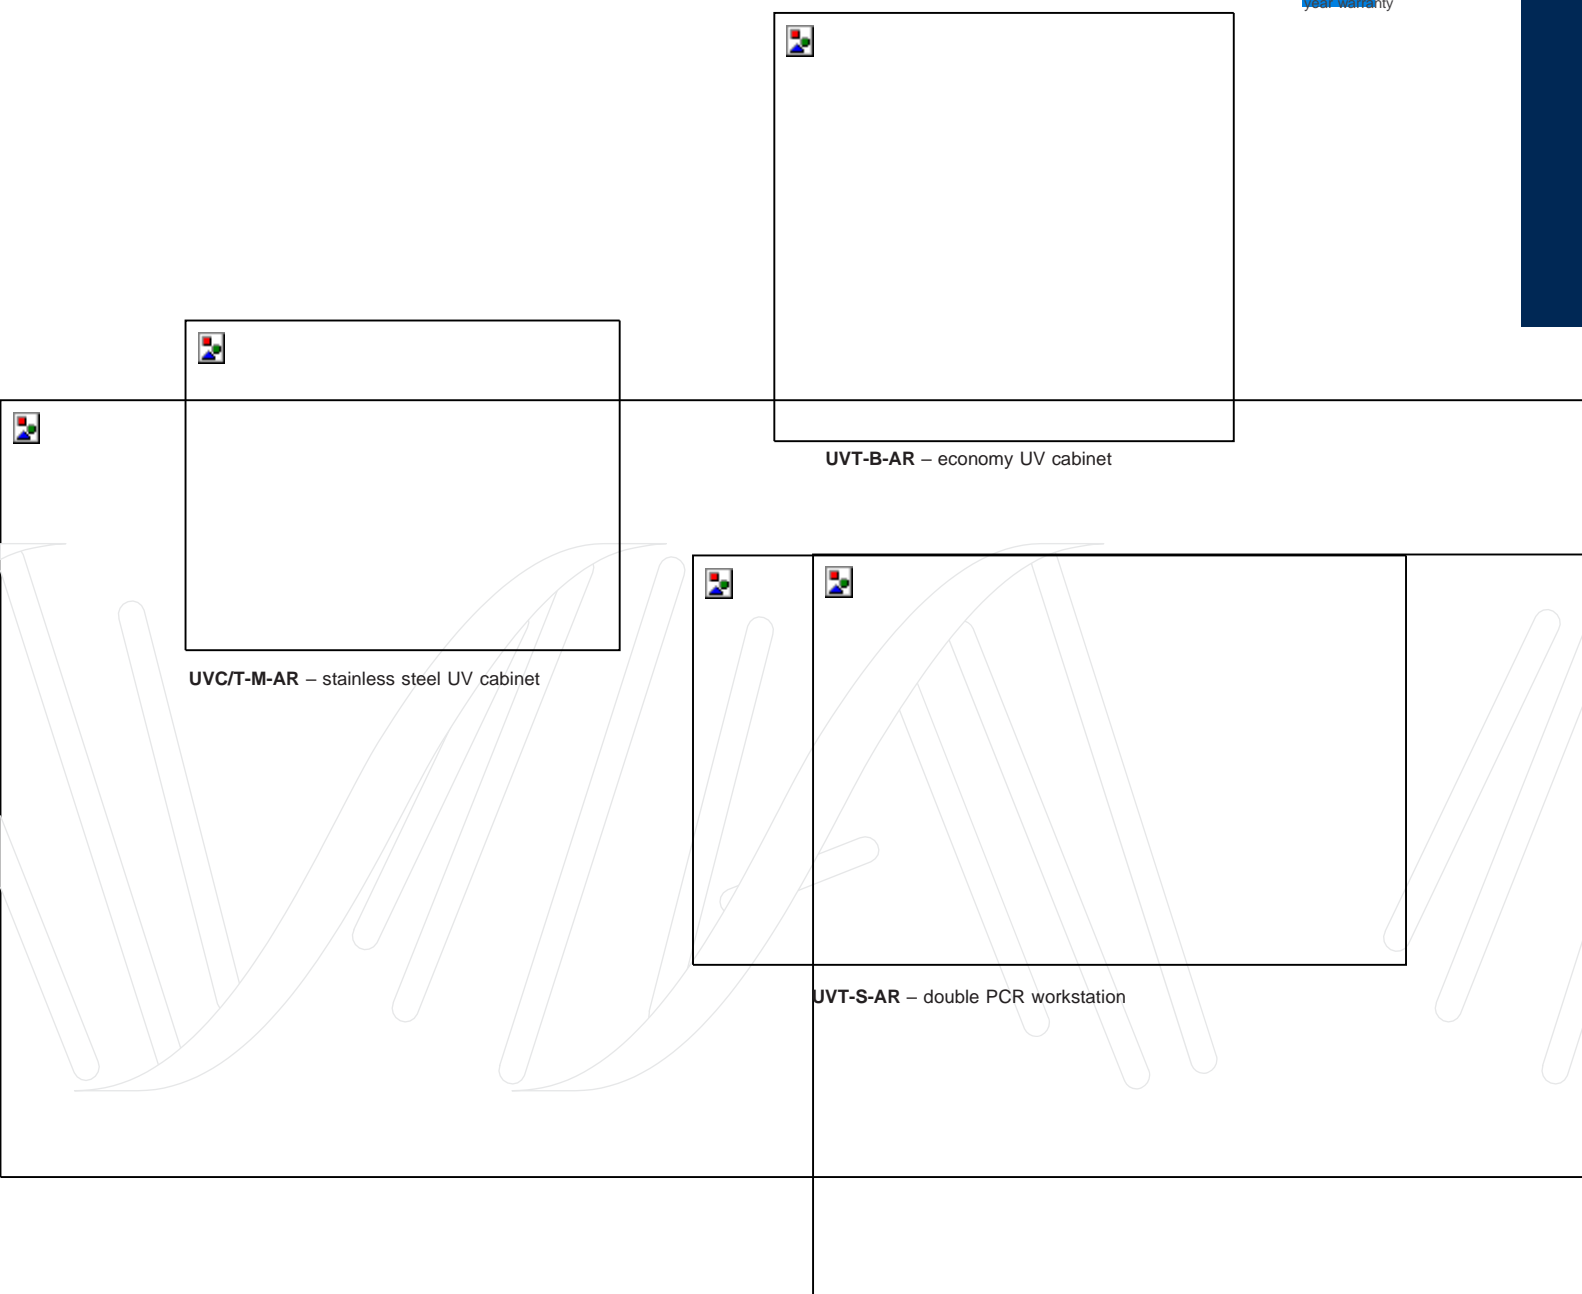 year warranty
UVT-B-AR – economy UV cabinet
UVC/T-M-AR – stainless steel UV cabinet
UVT-S-AR – double PCR workstation